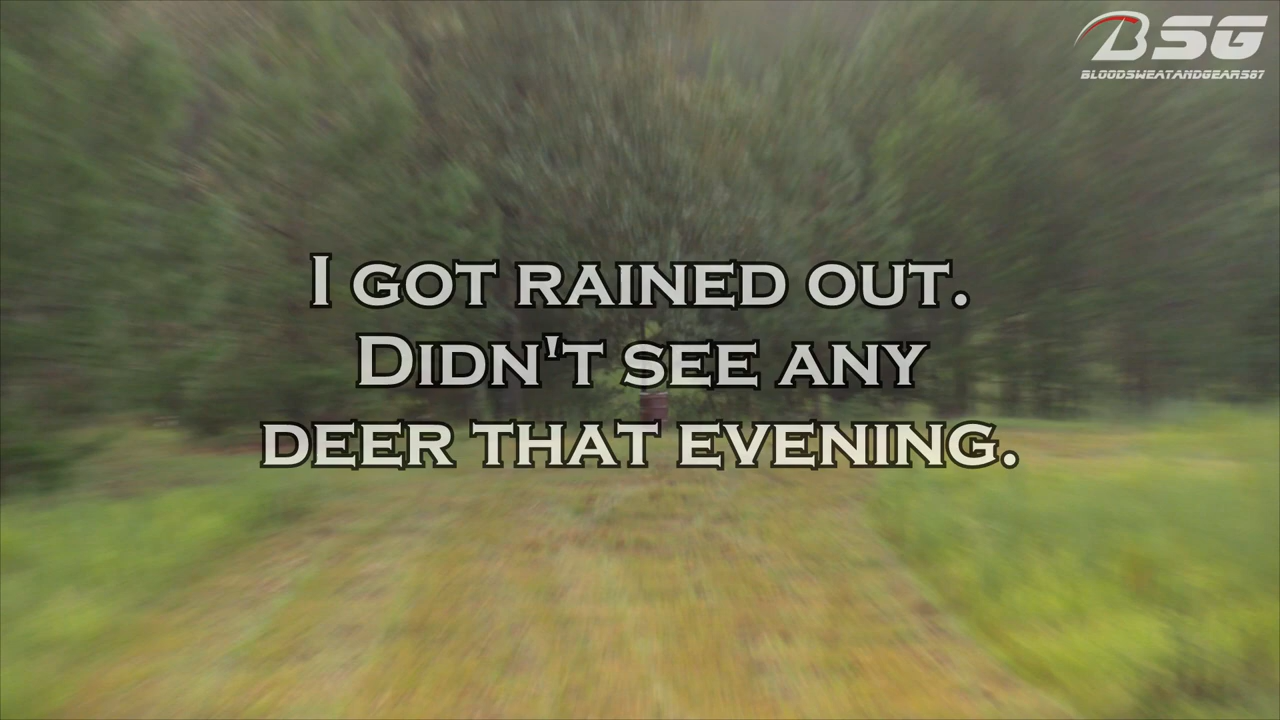 BSG
BLOODSWEATANDGEARS87
I GOT RAINED OUT.
DIDN'T SEE ANY
DEER THAT EVENING.